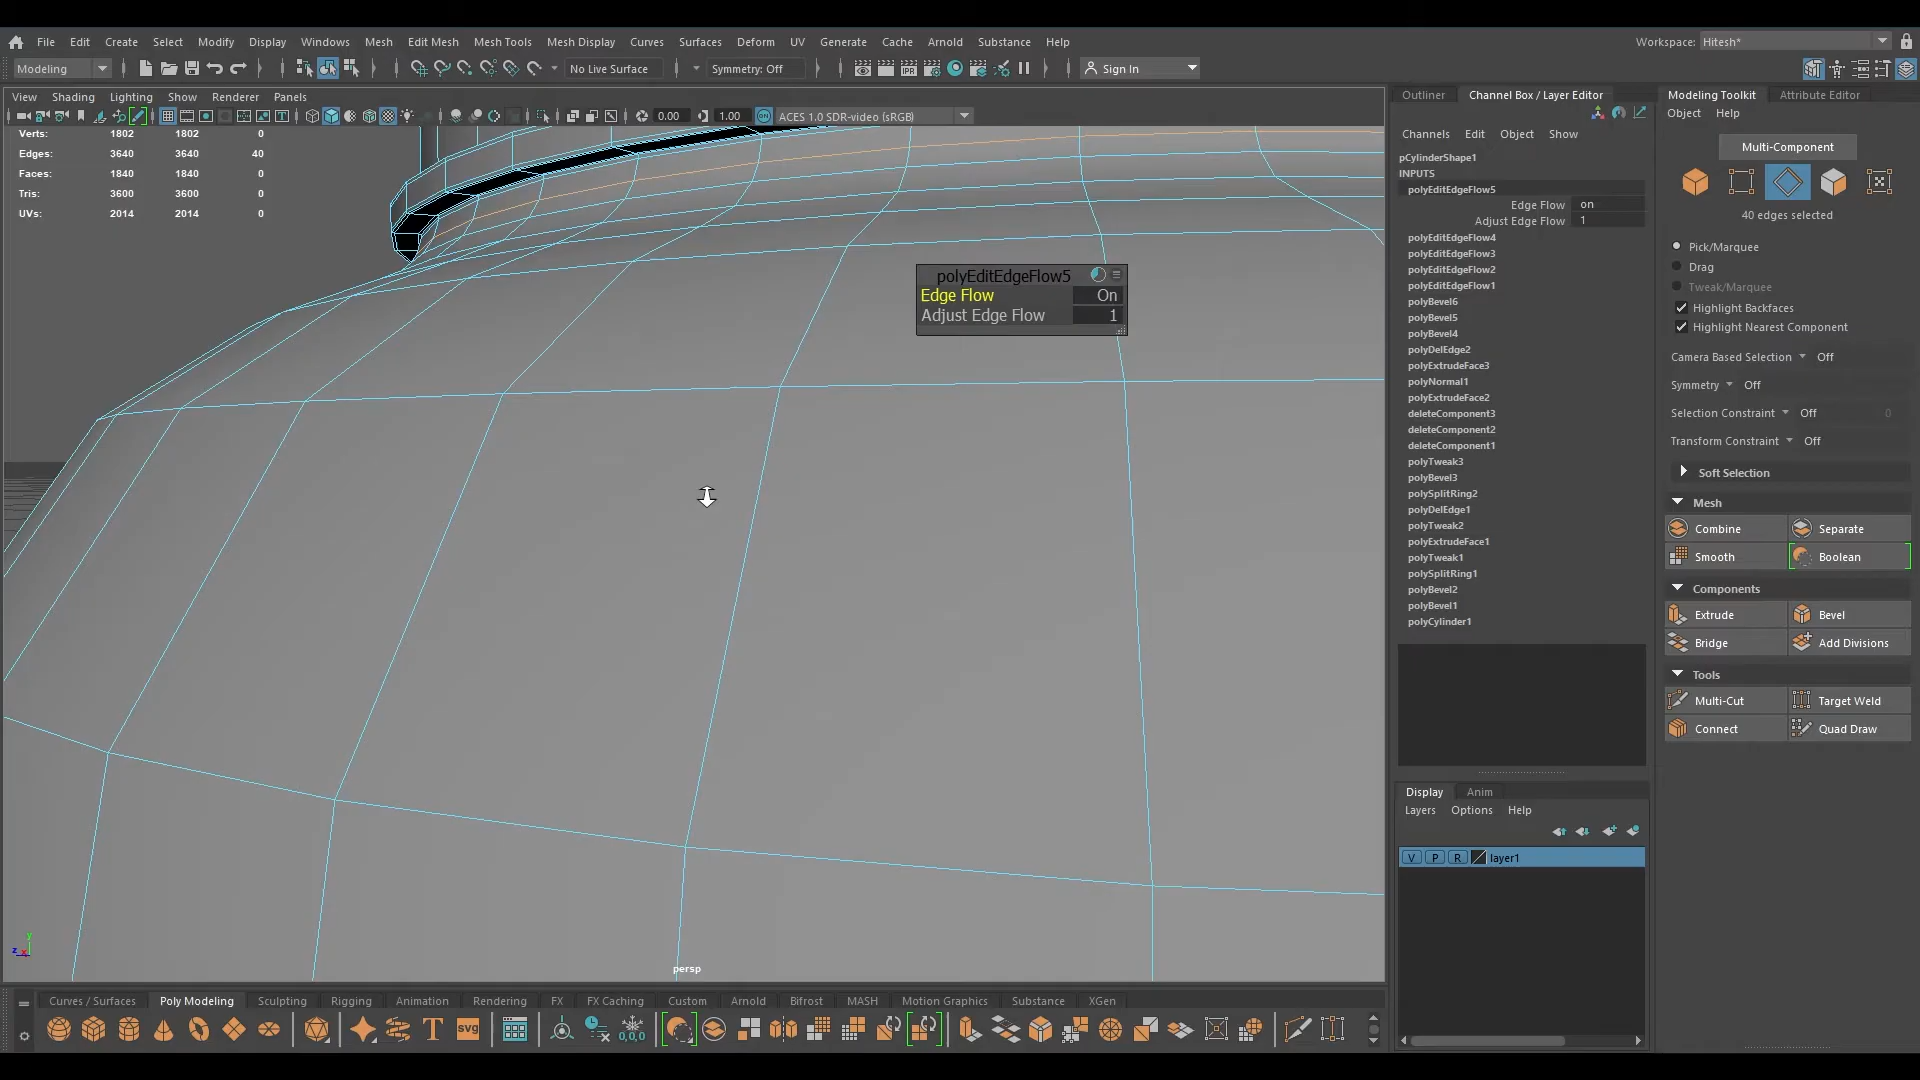 File Edit Create Select Modify Display Windows Mesh Edit Mesh Mesh Tools Mesh Display Curves Surfaces Deform UV Generate Cache Arnold Substance Help Workspace: Hitesh*
Modeling No Live Surface Symmetry: Off Sign In
View Shading Lighting Show Renderer Panels
0.00 1.00 ACES 1.0 SDR-video (sRGB)
Verts: 1802 1802 0
Edges: 3640 3640 40
Faces: 1840 1840 0
Tris: 3600 3600 0
UVs: 2014 2014 0
polyEditEdgeFlow5
Edge Flow On
Adjust Edge Flow 1
persp
y
z x
Outliner Channel Box / Layer Editor
Channels Edit Object Show
pCylinderShape1
INPUTS
polyEditEdgeFlow5
Edge Flow on
Adjust Edge Flow 1
polyEditEdgeFlow4
polyEditEdgeFlow3
polyEditEdgeFlow2
polyEditEdgeFlow1
polyBevel6
polyBevel5
polyBevel4
polyDelEdge2
polyExtrudeFace3
polyNormal1
polyExtrudeFace2
deleteComponent3
deleteComponent2
deleteComponent1
polyTweak3
polyBevel3
polySplitRing2
polyDelEdge1
polyTweak2
polyExtrudeFace1
polyTweak1
polySplitRing1
polyBevel2
polyBevel1
polyCylinder1
Display Anim
Layers Options Help
V P R layer1
Modeling Toolkit Attribute Editor
Object Help
Multi-Component
40 edges selected
Pick/Marquee
Drag
Tweak/Marquee
Highlight Backfaces
Highlight Nearest Component
Camera Based Selection Off
Symmetry Off
Selection Constraint Off 0
Transform Constraint Off
Soft Selection
Mesh
Combine Separate
Smooth Boolean
Components
Extrude Bevel
Bridge Add Divisions
Tools
Multi-Cut Target Weld
Connect Quad Draw
Curves / Surfaces Poly Modeling Sculpting Rigging Animation Rendering FX FX Caching Custom Arnold Bifrost MASH Motion Graphics Substance XGen
T SVG 0,0,0